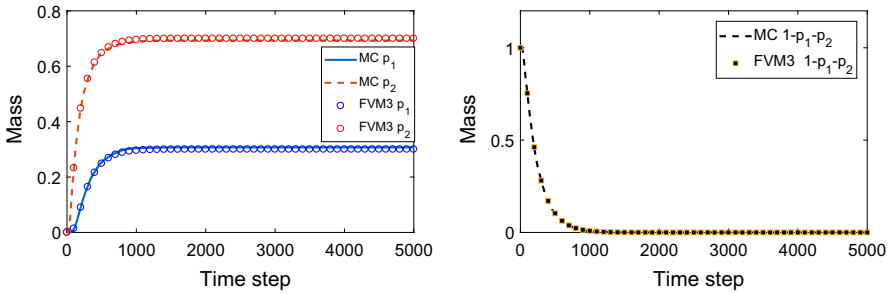 0.8
0.6
0.4
0.2
0
Mass
0 1000 2000 3000 4000 5000
Time step
MC p1
MC p2
FVM3 p1
FVM3 p2
1
0.5
0
Mass
0 1000 2000 3000 4000 5000
Time step
MC 1-p1-p2
FVM3 1-p1-p2